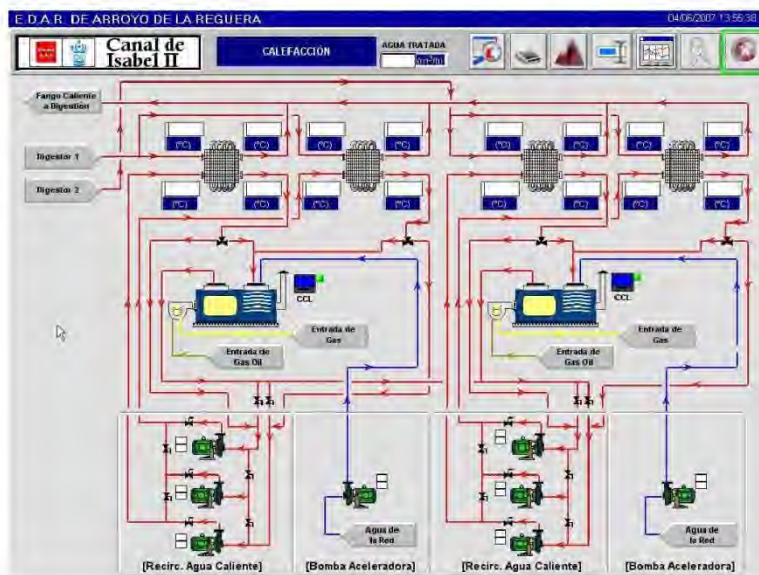 E.D.A.R. DE ARROYO DE LA REGUERA
04/06/2007 13:55:38
Canal de
Isabel II
CALEFACCIÓN
AGUA TRATADA
(m³/h)
Fango Caliente
a Digestión
Digestor 1
Digestor 2
(ºC) (ºC) (ºC) (ºC) (ºC) (ºC) (ºC) (ºC)
(ºC) (ºC) (ºC) (ºC) (ºC) (ºC) (ºC) (ºC)
CCL
CCL
Entrada de
Gas
Entrada de
Gas
Entrada de
Gas Oil
Entrada de
Gas Oil
Agua de
la Red
Agua de
la Red
[Recirc. Agua Caliente] [Bomba Aceleradora] [Recirc. Agua Caliente] [Bomba Aceleradora]